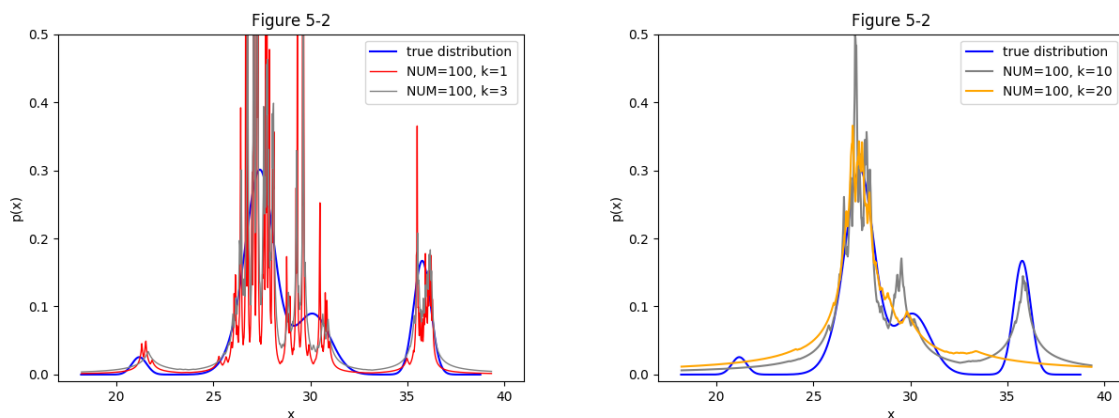 Figure 5-2
0.5
0.4
0.3
0.2
0.1
0.0
p(x)
20
25
30
35
40
x
true distribution
NUM=100, k=1
NUM=100, k=3
Figure 5-2
0.5
0.4
0.3
0.2
0.1
0.0
p(x)
20
25
30
35
40
x
true distribution
NUM=100, k=10
NUM=100, k=20